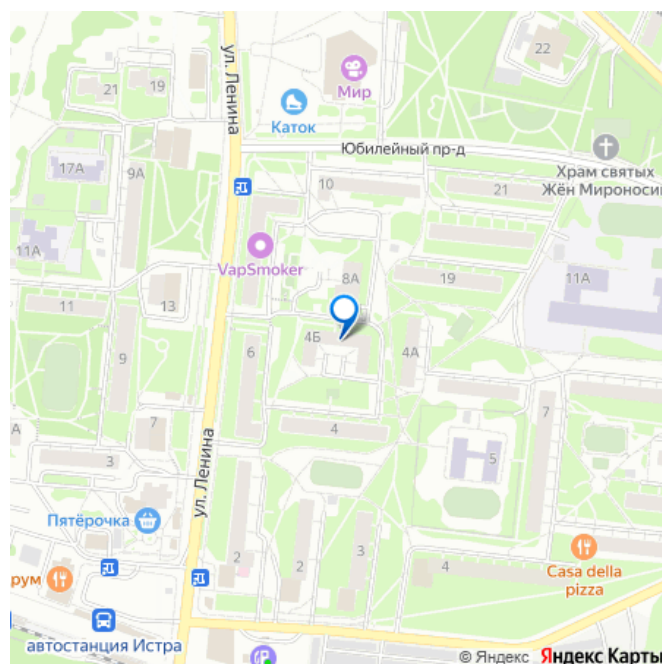 22
21
19
ул. Ленина
Мир
Каток
Юбилейный пр-д
Храм святых
Жён Мироносиц
17А
9А
10
21
11А
VapSmoker
8А
19
11А
11
13
4Б
6
4А
9
7
4
7
А
3
5
ул. Ленина
Пятёрочка
2
2
3
4
рум
Casa della
pizza
автостанция Истра
© Яндекс Яндекс Карты